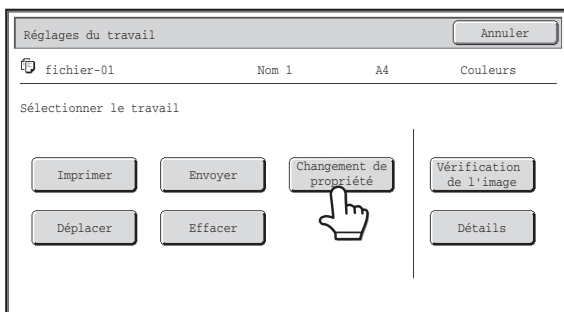 Réglages du travail
Annuler
fichier-01 Nom 1 A4 Couleurs
Sélectionner le travail
Imprimer
Envoyer
Changement de
propriété
Vérification
de l'image
Déplacer
Effacer
Détails